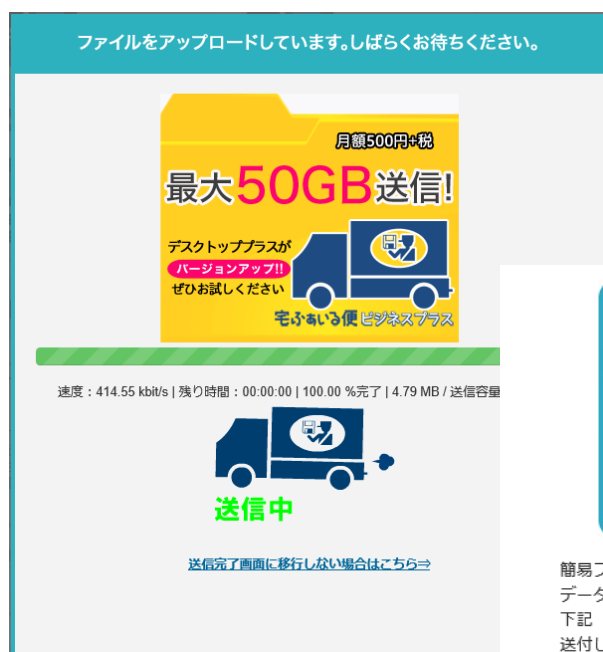 ファイルをアップロードしています。しばらくお待ちください。
月額500円+税
最大50GB送信!
デスクトッププラスが
バージョンアップ!!
ぜひお試しください
宅ふぁいる便 ビジネスプラス
速度：414.55 kbit/s | 残り時間：00:00:00 | 100.00 %完了 | 4.79 MB / 送信容量
送信中
送信完了画面に移行しない場合はこちら⇒
簡易フ
データ
下記
送付し